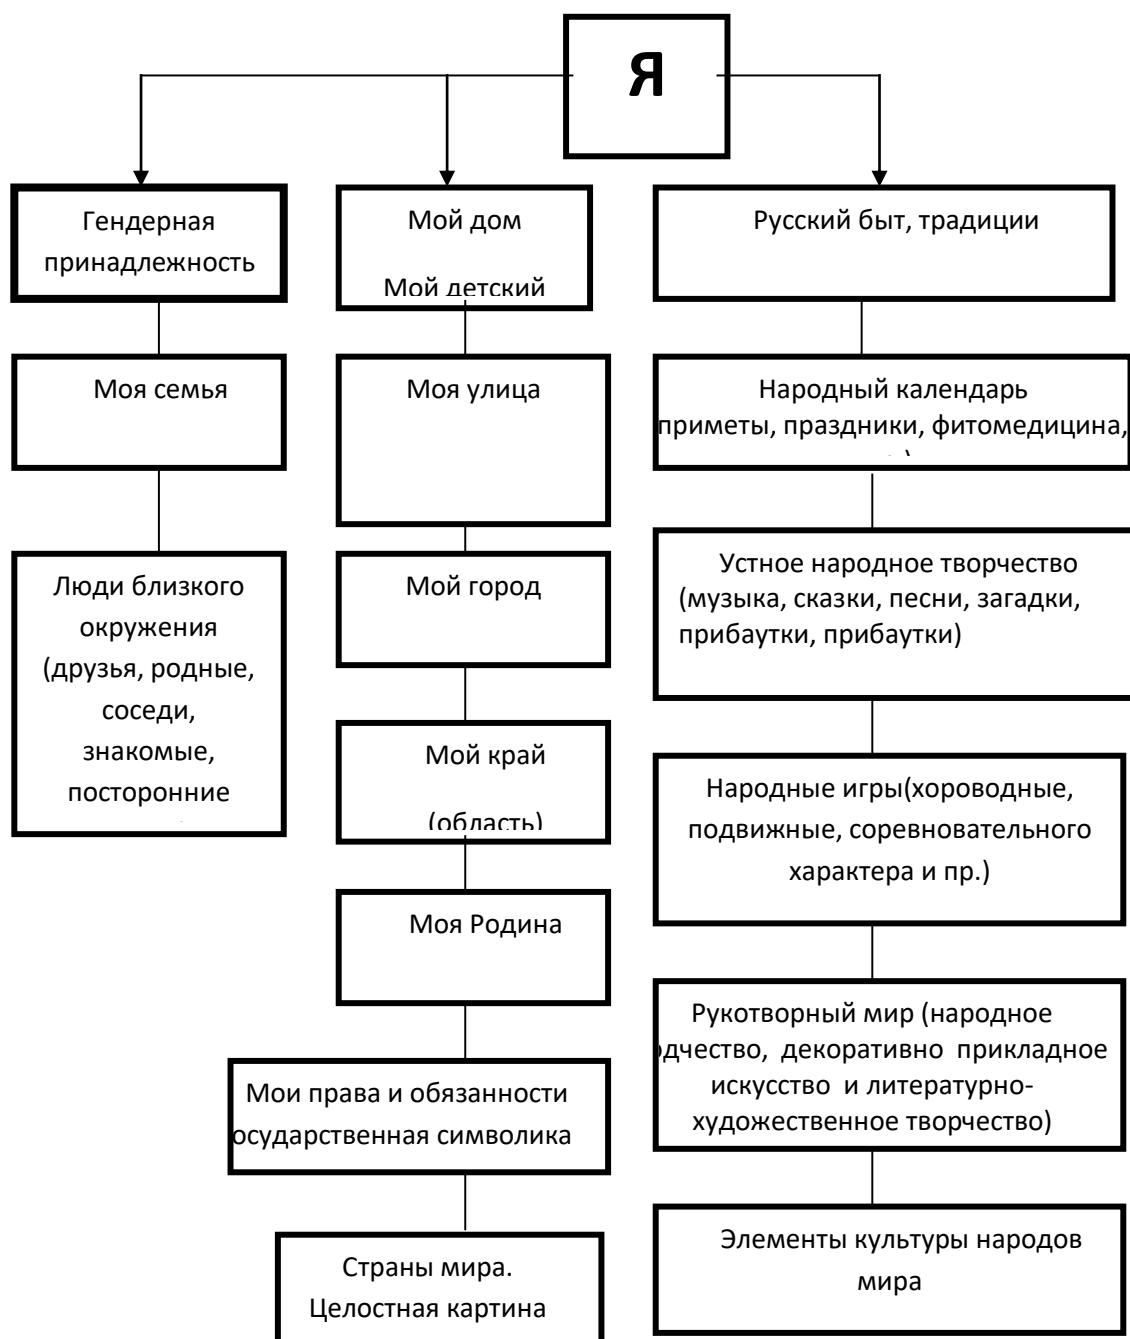 Я
Гендерная
принадлежность
Моя семья
Люди близкого
окружения
(друзья, родные,
соседи,
знакомые,
посторонние
Мой дом
Мой детский
Моя улица
Мой город
Мой край
(область)
Моя Родина
Мои права и обязанности
осударственная символика
Страны мира.
Целостная картина
Русский быт, традиции
Народный календарь
приметы, праздники, фитомедицина,
Устное народное творчество
(музыка, сказки, песни, загадки,
прибаутки, прибаутки)
Народные игры(хороводные,
подвижные, соревновательного
характера и пр.)
Рукотворный мир (народное
одчество, декоративно прикладное
искусство и литературно-
художественное творчество)
Элементы культуры народов
мира